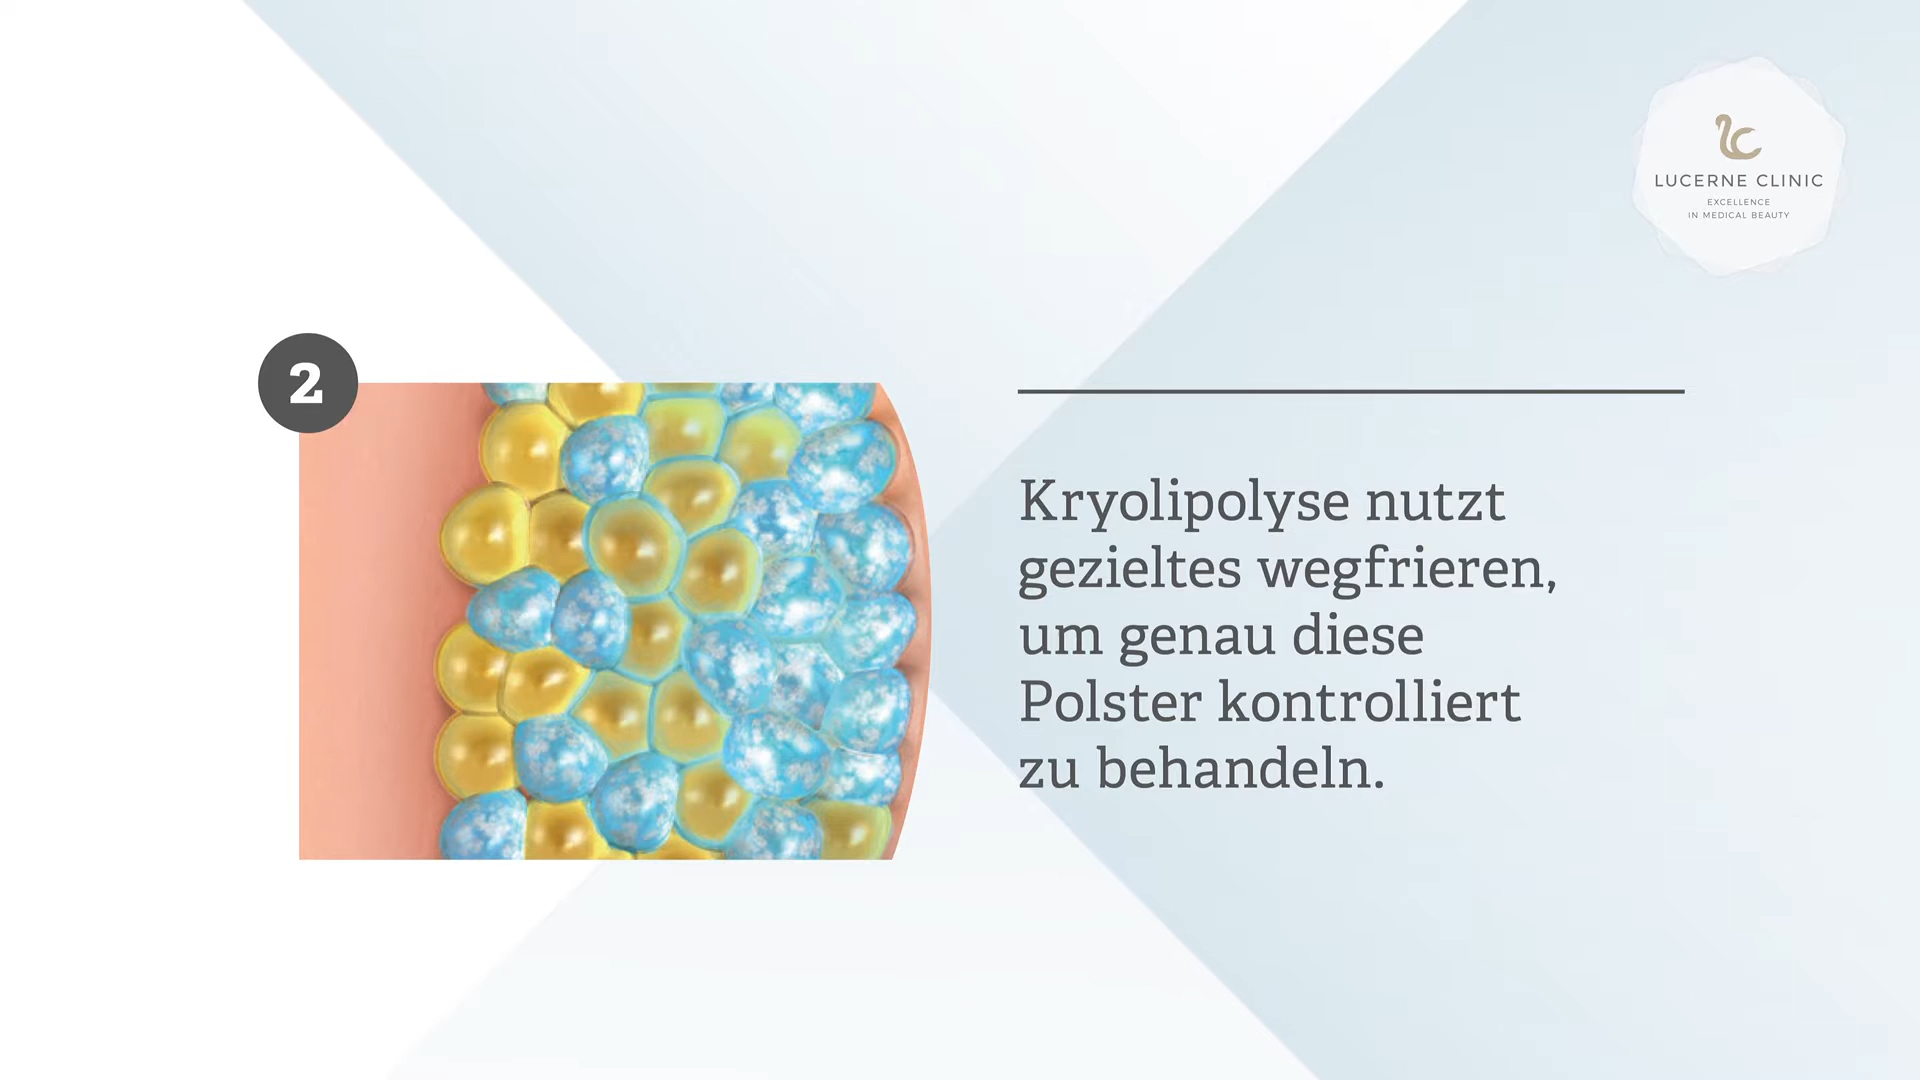 LUCERNE CLINIC
EXCELLENCE
IN MEDICAL BEAUTY
2
Kryolipolyse nutzt
gezieltes wegfrieren,
um genau diese
Polster kontrolliert
zu behandeln.